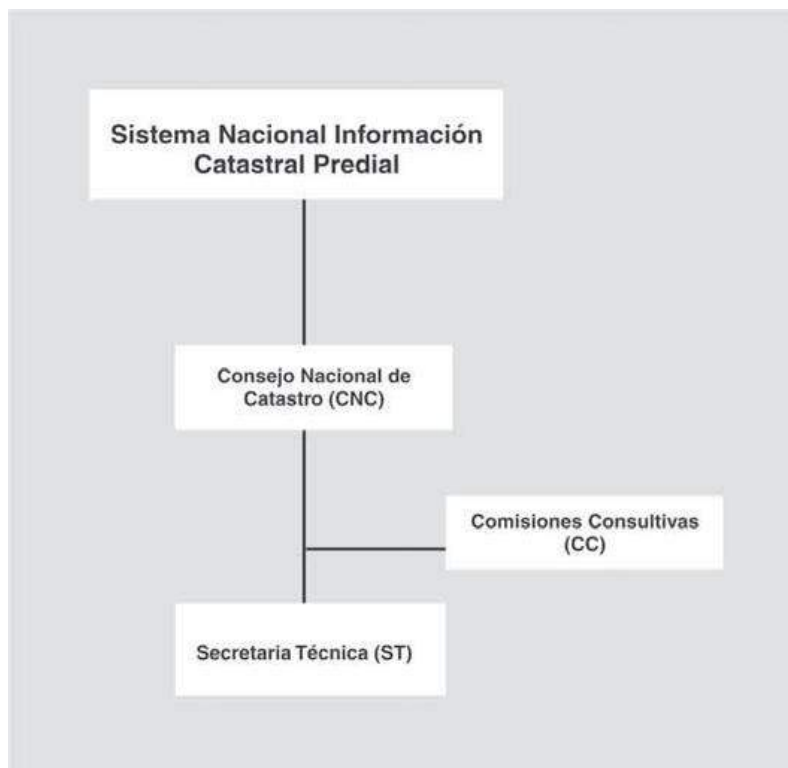 Sistema Nacional Información
Catastral Predial
Consejo Nacional de
Catastro (CNC)
Comisiones Consultivas
(CC)
Secretaria Técnica (ST)